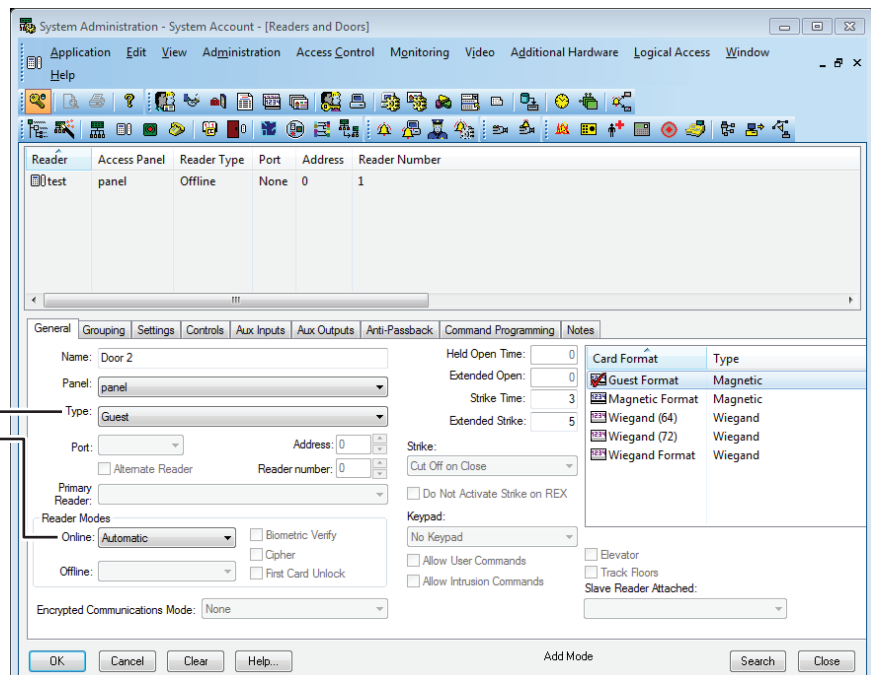 System Administration - System Account - [Readers and Doors]
Application Edit View Administration Access Control Monitoring Video Additional Hardware Logical Access Window
Help
Reader Access Panel Reader Type Port Address Reader Number
test panel Offline None 0 1
General Grouping Settings Controls Aux Inputs Aux Outputs Anti-Passback Command Programming Notes
Name: Door 2
Panel: panel
Type: Guest
Port: Address: 0
Alternate Reader Reader number: 0
Primary
Reader:
Reader Modes
Online: Automatic
Biometric Verify
Cipher
Offline:
First Card Unlock
Encrypted Communications Mode: None
Held Open Time: 0
Extended Open: 0
Strike Time: 3
Extended Strike: 5
Strike:
Cut Off on Close
Do Not Activate Strike on REX
Keypad:
No Keypad
Allow User Commands
Allow Intrusion Commands
Card Format Type
Guest Format Magnetic
Magnetic Format Magnetic
Wiegand (64) Wiegand
Wiegand (72) Wiegand
Wiegand Format Wiegand
Elevator
Track Floors
Slave Reader Attached:
OK Cancel Clear Help... Add Mode Search Close